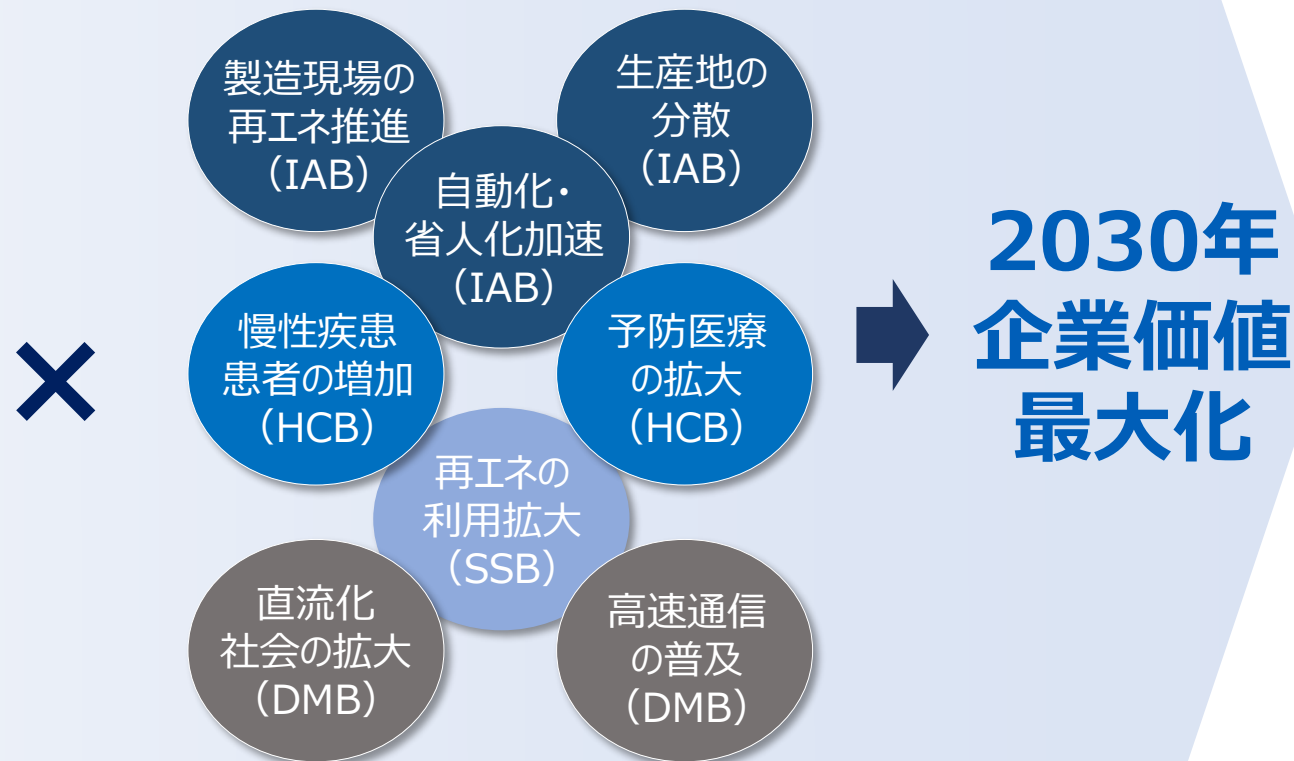 製造現場の
再エネ推進
（IAB）
生産地の
分散
（IAB）
自動化・
省人化加速
（IAB）
慢性疾患
患者の増加
（HCB）
予防医療
の拡大
（HCB）
再エネの
利用拡大
（SSB）
直流化
社会の拡大
（DMB）
高速通信
の普及
（DMB）
×
2030年
企業価値
最大化